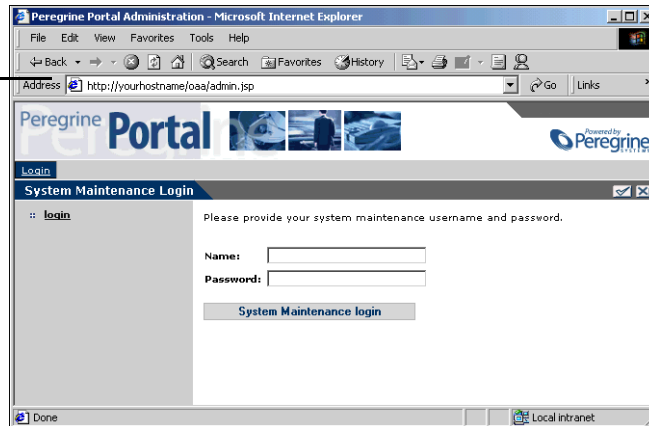 Peregrine Portal Administration - Microsoft Internet Explorer
File Edit View Favorites Tools Help
Back Search Favorites History
Address http://yourhostname/oaa/admin.jsp Go Links
Peregrine Portal
Powered by
Peregrine
SYSTEMS
Login
System Maintenance Login
login
Please provide your system maintenance username and password.
Name:
Password:
System Maintenance login
Done Local intranet